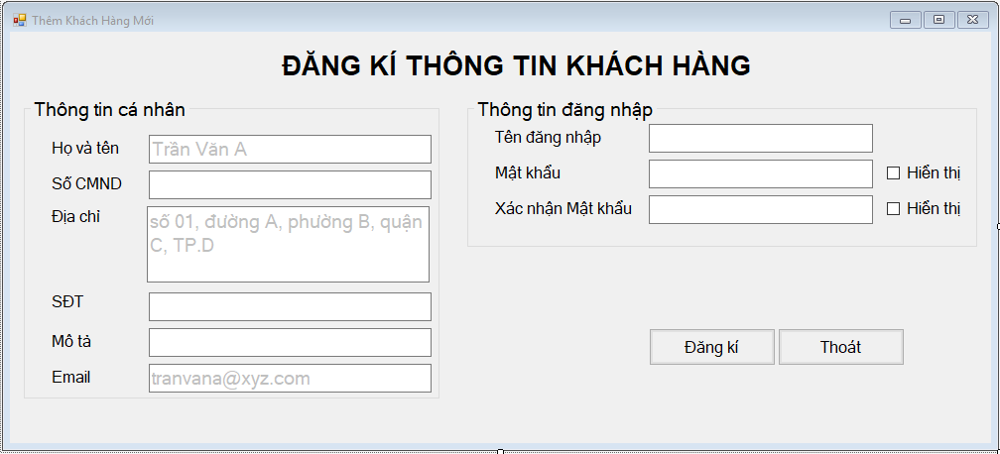 Thêm Khách Hàng Mới
ĐĂNG KÍ THÔNG TIN KHÁCH HÀNG
Thông tin cá nhân
Họ và tên
Trần Văn A
Số CMND
Địa chỉ
số 01, đường A, phường B, quận
C, TP.D
SĐT
Mô tả
Email
tranvana@xyz.com
Thông tin đăng nhập
Tên đăng nhập
Mật khẩu
Hiển thị
Xác nhận Mật khẩu
Hiển thị
Đăng kí
Thoát